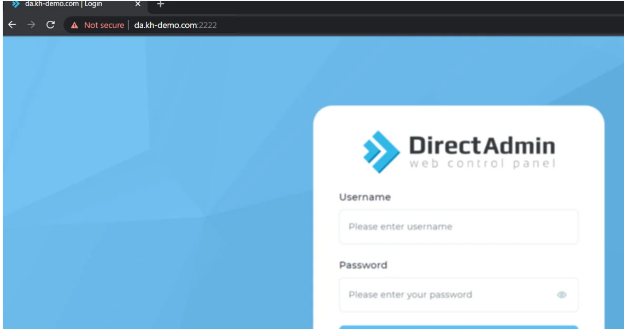 da.kh-demo.com | Login
Not secure | da.kh-demo.com:2222
DirectAdmin
web control panel
Username
Please enter username
Password
Please enter your password